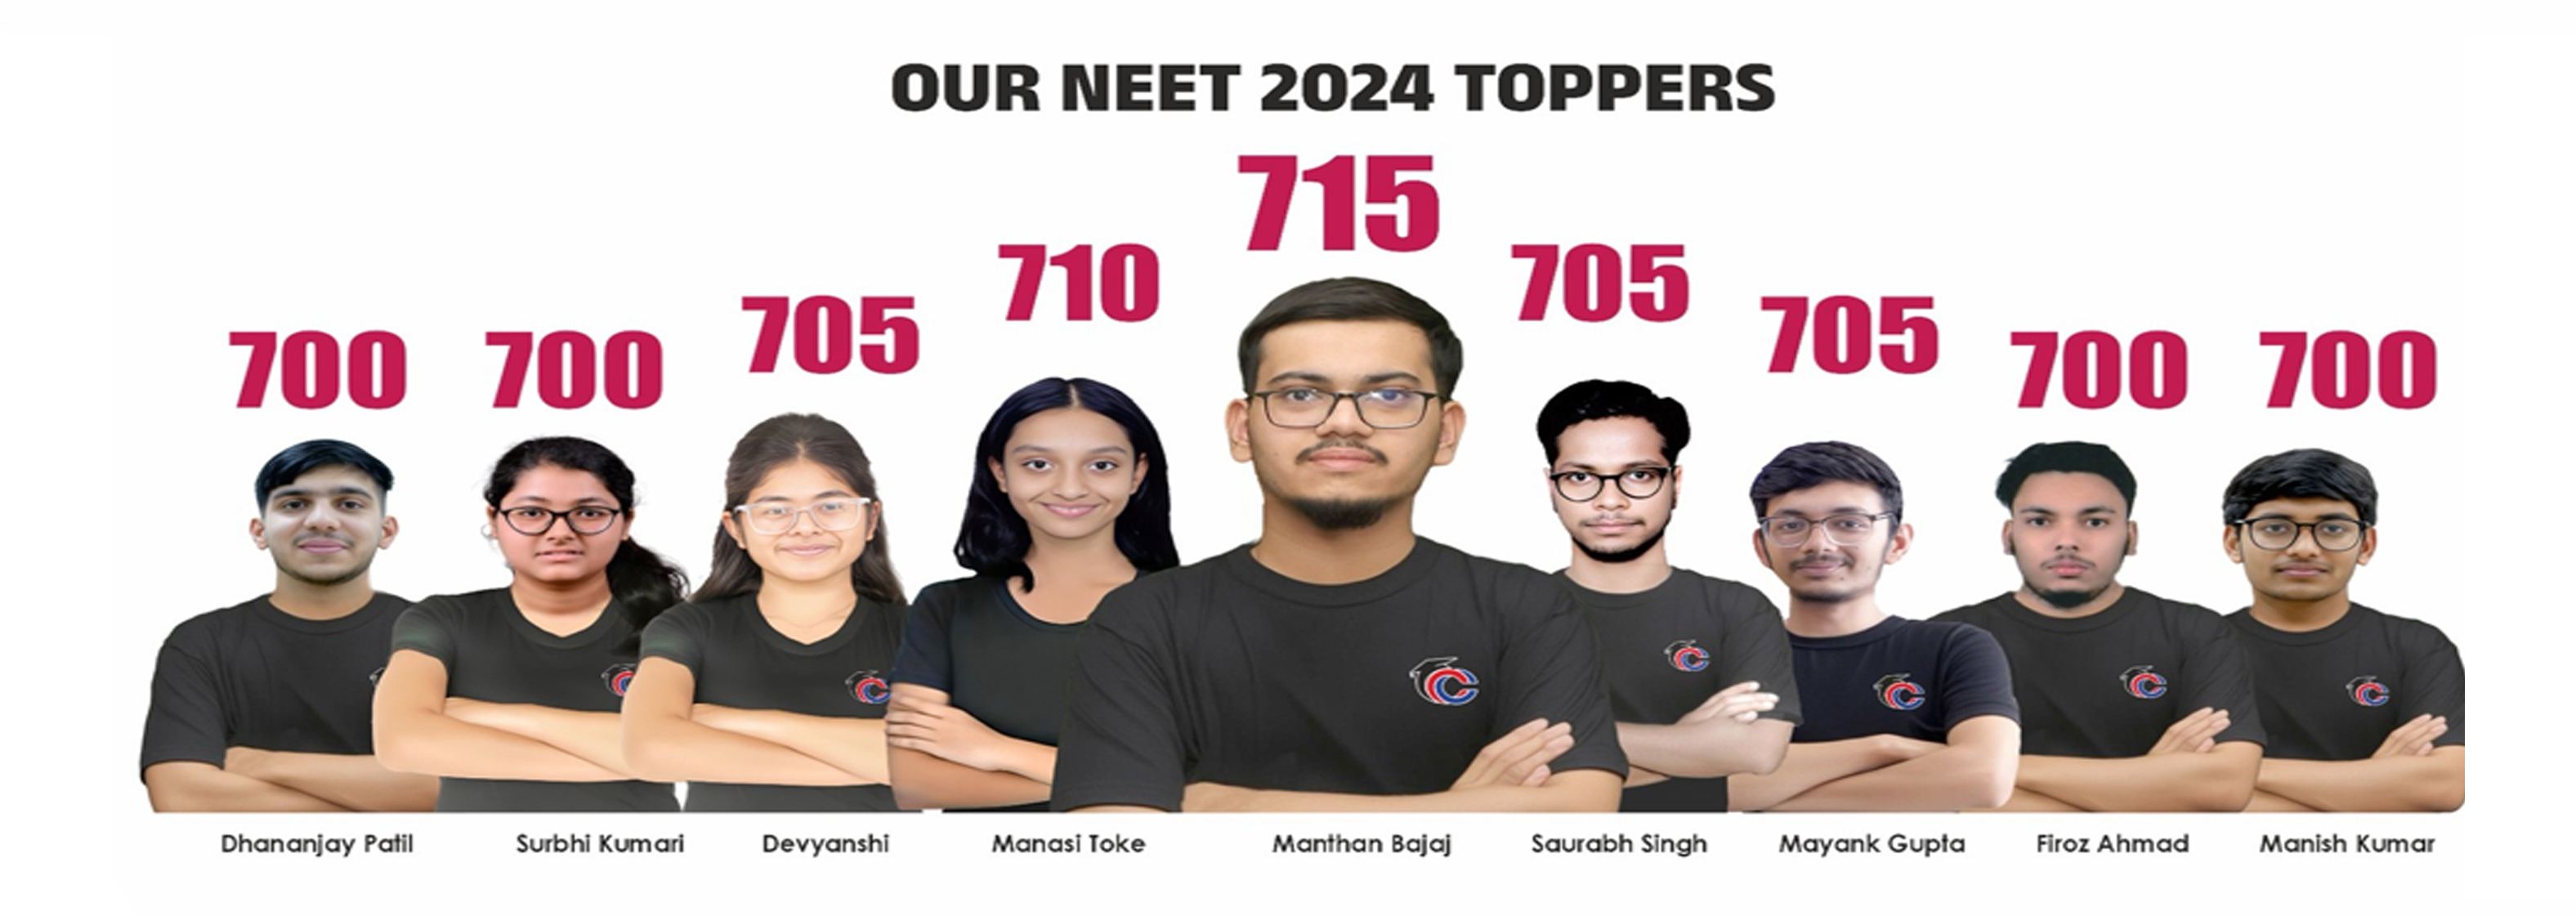 OUR NEET 2024 TOPPERS
715
710
705
705
705
700
700
700
700
Dhananjay Patil
Surbhi Kumari
Devyanshi
Manasi Toke
Manthan Bajaj
Saurabh Singh
Mayank Gupta
Firoz Ahmad
Manish Kumar